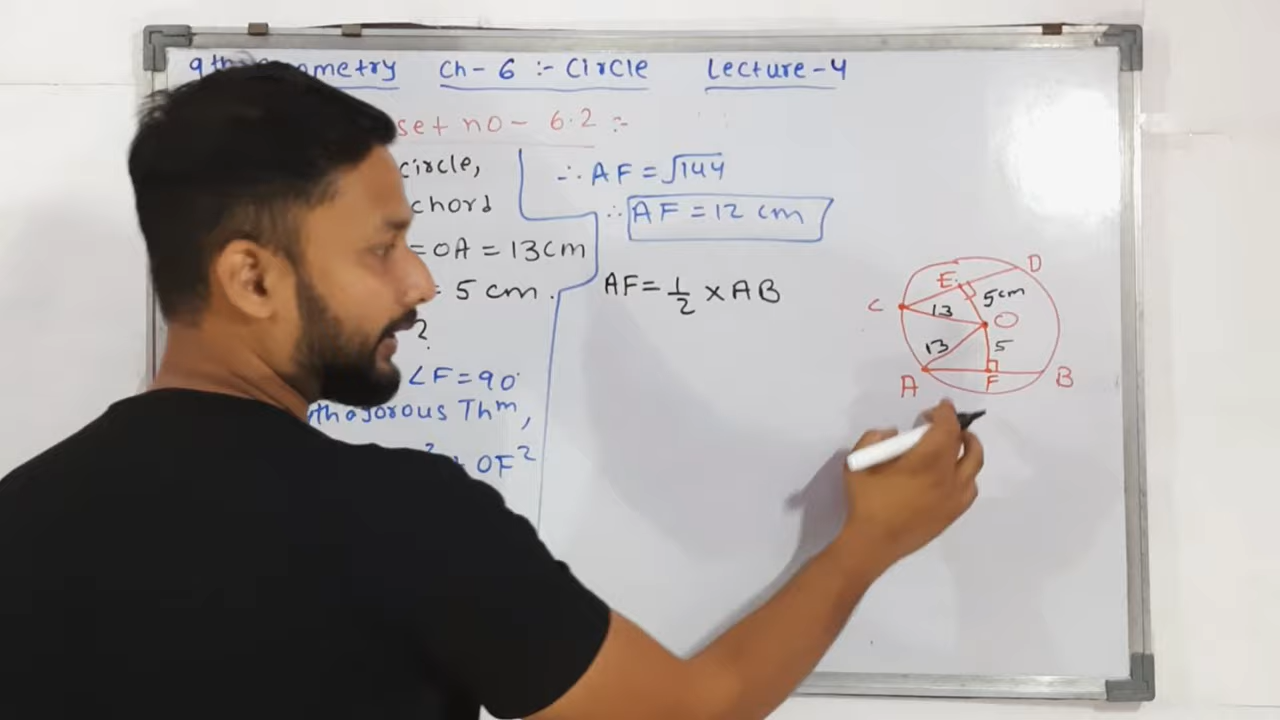 9th Geometry Ch-6 :- Circle Lecture-4
set no - 6.2 :-
circle,
chord
= OA = 13cm
= 5 cm.
?
∠F = 90°
thagorous Thᵐ,
² + OF²
∴ AF = √144
∴ AF = 12 cm
AF = 1/2 × AB
D
E
5cm
C
13
O
13
5
A
F
B